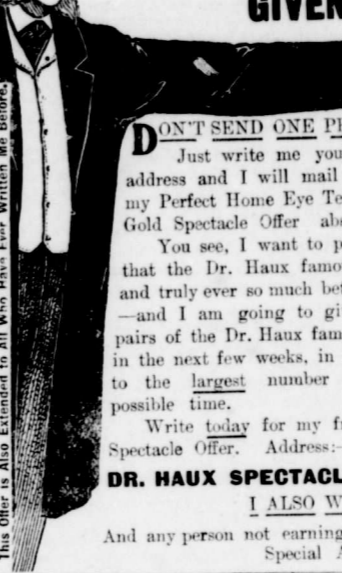 GIVEN
DON'T SEND ONE
Just write me you
address and I will mail
my Perfect Home Eye Te
Gold Spectacle Offer ab
You see, I want to p
that the Dr. Haux famo
and truly ever so much bet
—and I am going to gi
pairs of the Dr. Haux fam
in the next few weeks, in
to the largest number
possible time.
Write today for my f
Spectacle Offer. Address:—
DR. HAUX SPECTACL
I ALSO W
And any person not earning
Special A
This Offer is Also Extended to All Who Have Ever Written Me Before.